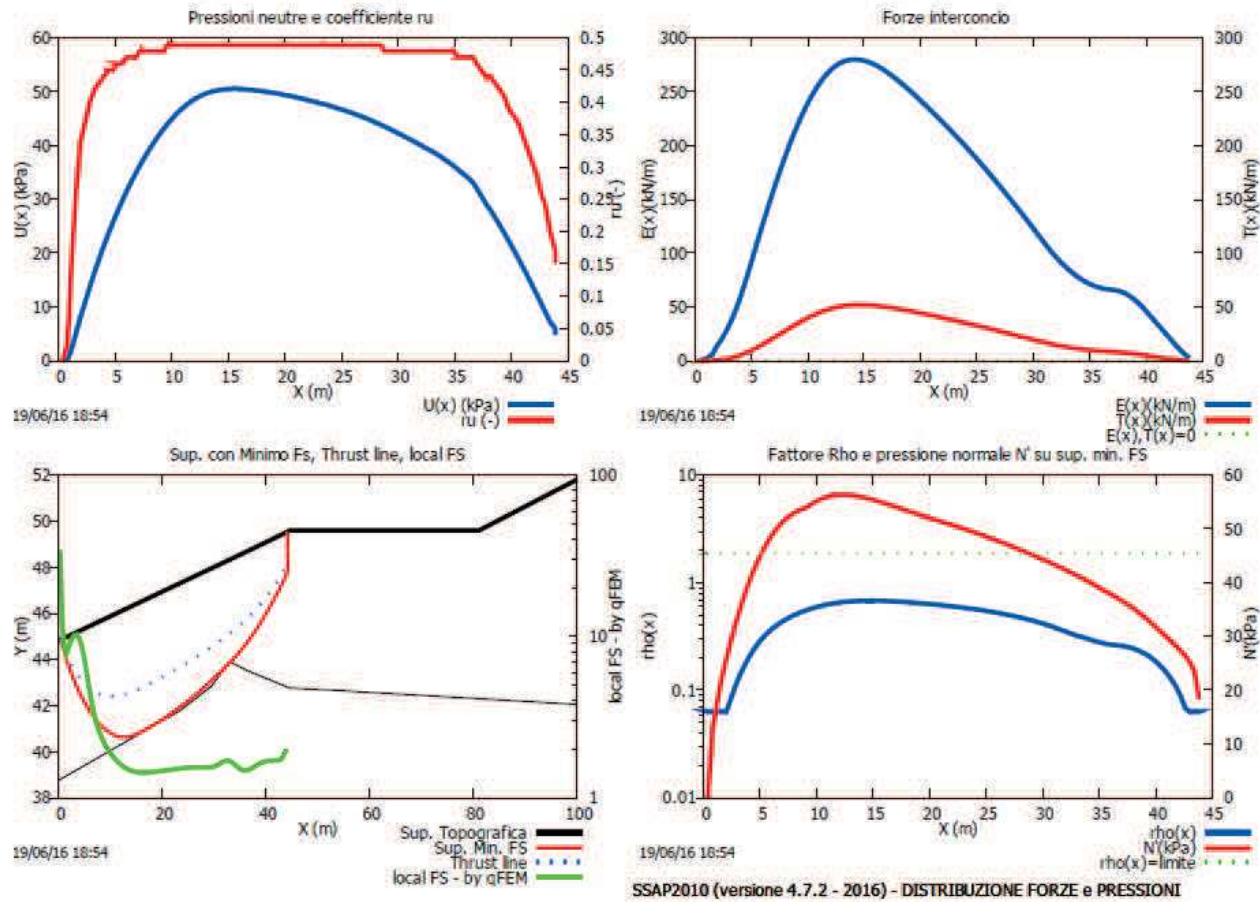 Pressioni neutre e coefficiente ru
60
50
40
30
20
10
0
U(x) (kPa)
0.5
0.45
0.4
0.35
0.3
0.25
0.2
0.15
0.1
0.05
0
ru (-)
0 5 10 15 20 25 30 35 40 45
X (m)
19/06/16 18:54
U(x) (kPa)
ru (-)
Forze interconcio
300
250
200
150
100
50
0
E(x)(kN/m)
300
250
200
150
100
50
0
T(x)(kN/m)
0 5 10 15 20 25 30 35 40 45
X (m)
19/06/16 18:54
E(x)(kN/m)
T(x)(kN/m)
E(x),T(x)=0
Sup. con Minimo Fs, Thrust line, local FS
52
50
48
46
44
42
40
38
Y (m)
100
10
1
local FS - by qFEM
0 20 40 60 80 100
X (m)
19/06/16 18:54
Sup. Topografica
Sup. Min. FS
Thrust line
local FS - by qFEM
Fattore Rho e pressione normale N' su sup. min. FS
10
1
0.1
0.01
rho(x)
60
50
40
30
20
10
0
N'(kPa)
0 5 10 15 20 25 30 35 40 45
X (m)
19/06/16 18:54
rho(x)
N'(kPa)
rho(x)=limite
SSAP2010 (versione 4.7.2 - 2016) - DISTRIBUZIONE FORZE e PRESSIONI